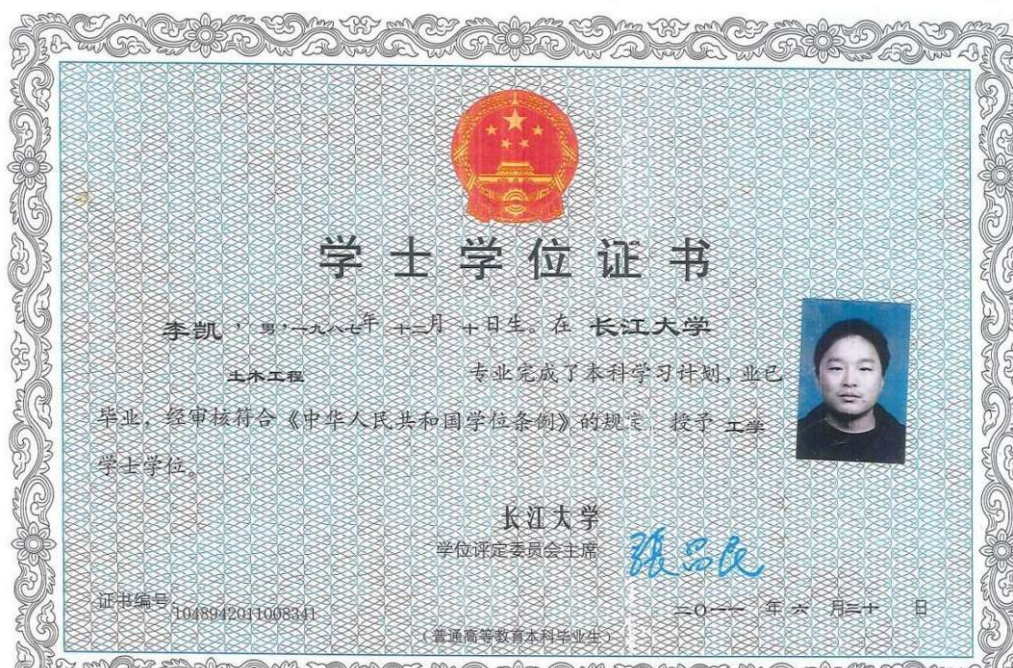 学士学位证书
李凯，男，一九八七年 十二月 十日生。在 长江大学
土木工程 专业完成了本科学习计划，业已
毕业，经审核符合《中华人民共和国学位条例》的规定 授予 工学
学士学位。
长江大学
学位评定委员会主席 張昌民
证书编号 1048942011008341
二〇一一 年 六 月三十 日
（普通高等教育本科毕业生）